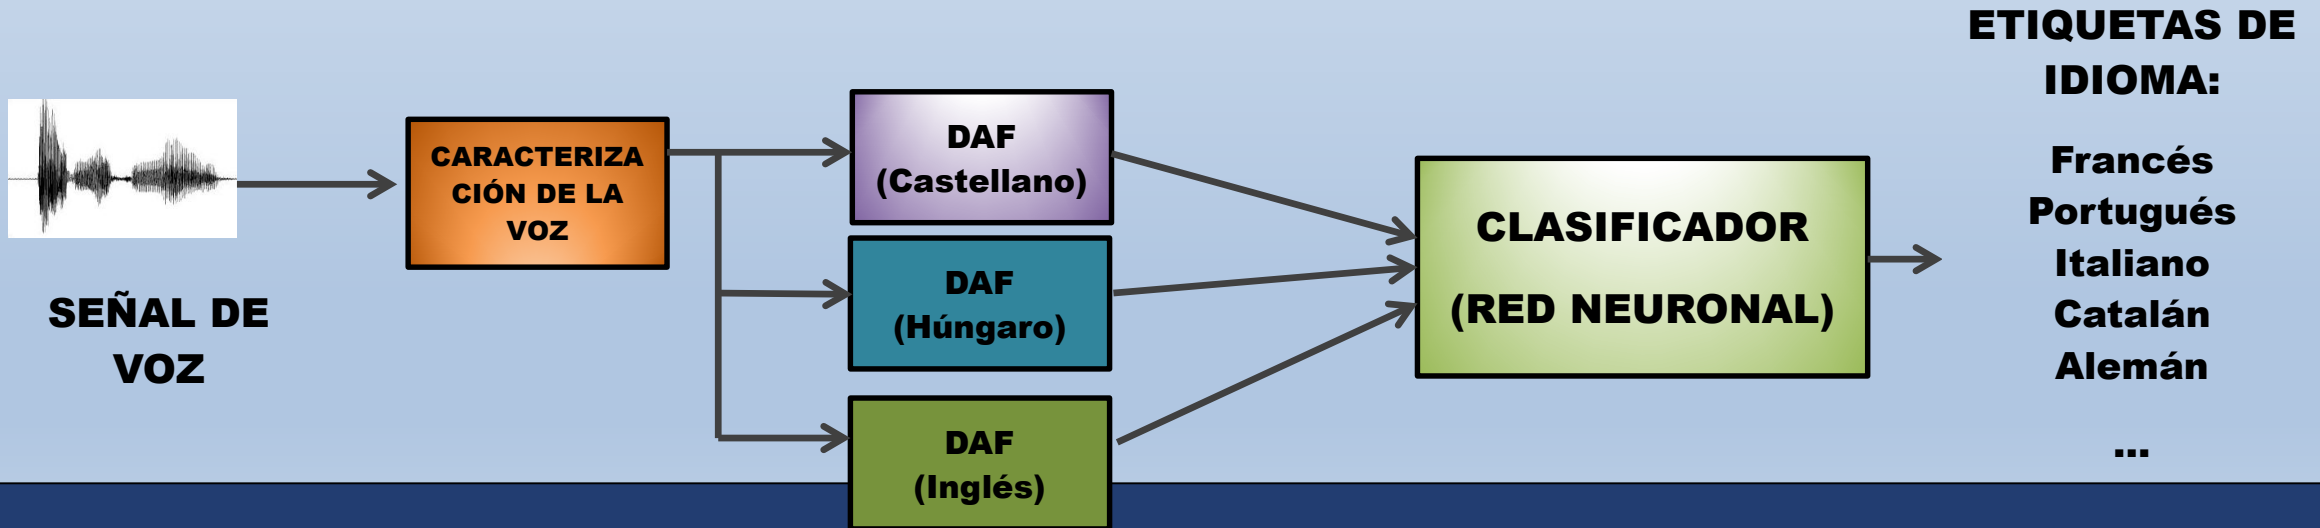 SEÑAL DE
VOZ
CARACTERIZA
CIÓN DE LA
VOZ
DAF
(Castellano)
DAF
(Húngaro)
DAF
(Inglés)
CLASIFICADOR
(RED NEURONAL)
ETIQUETAS DE
IDIOMA:
Francés
Portugués
Italiano
Catalán
Alemán
...